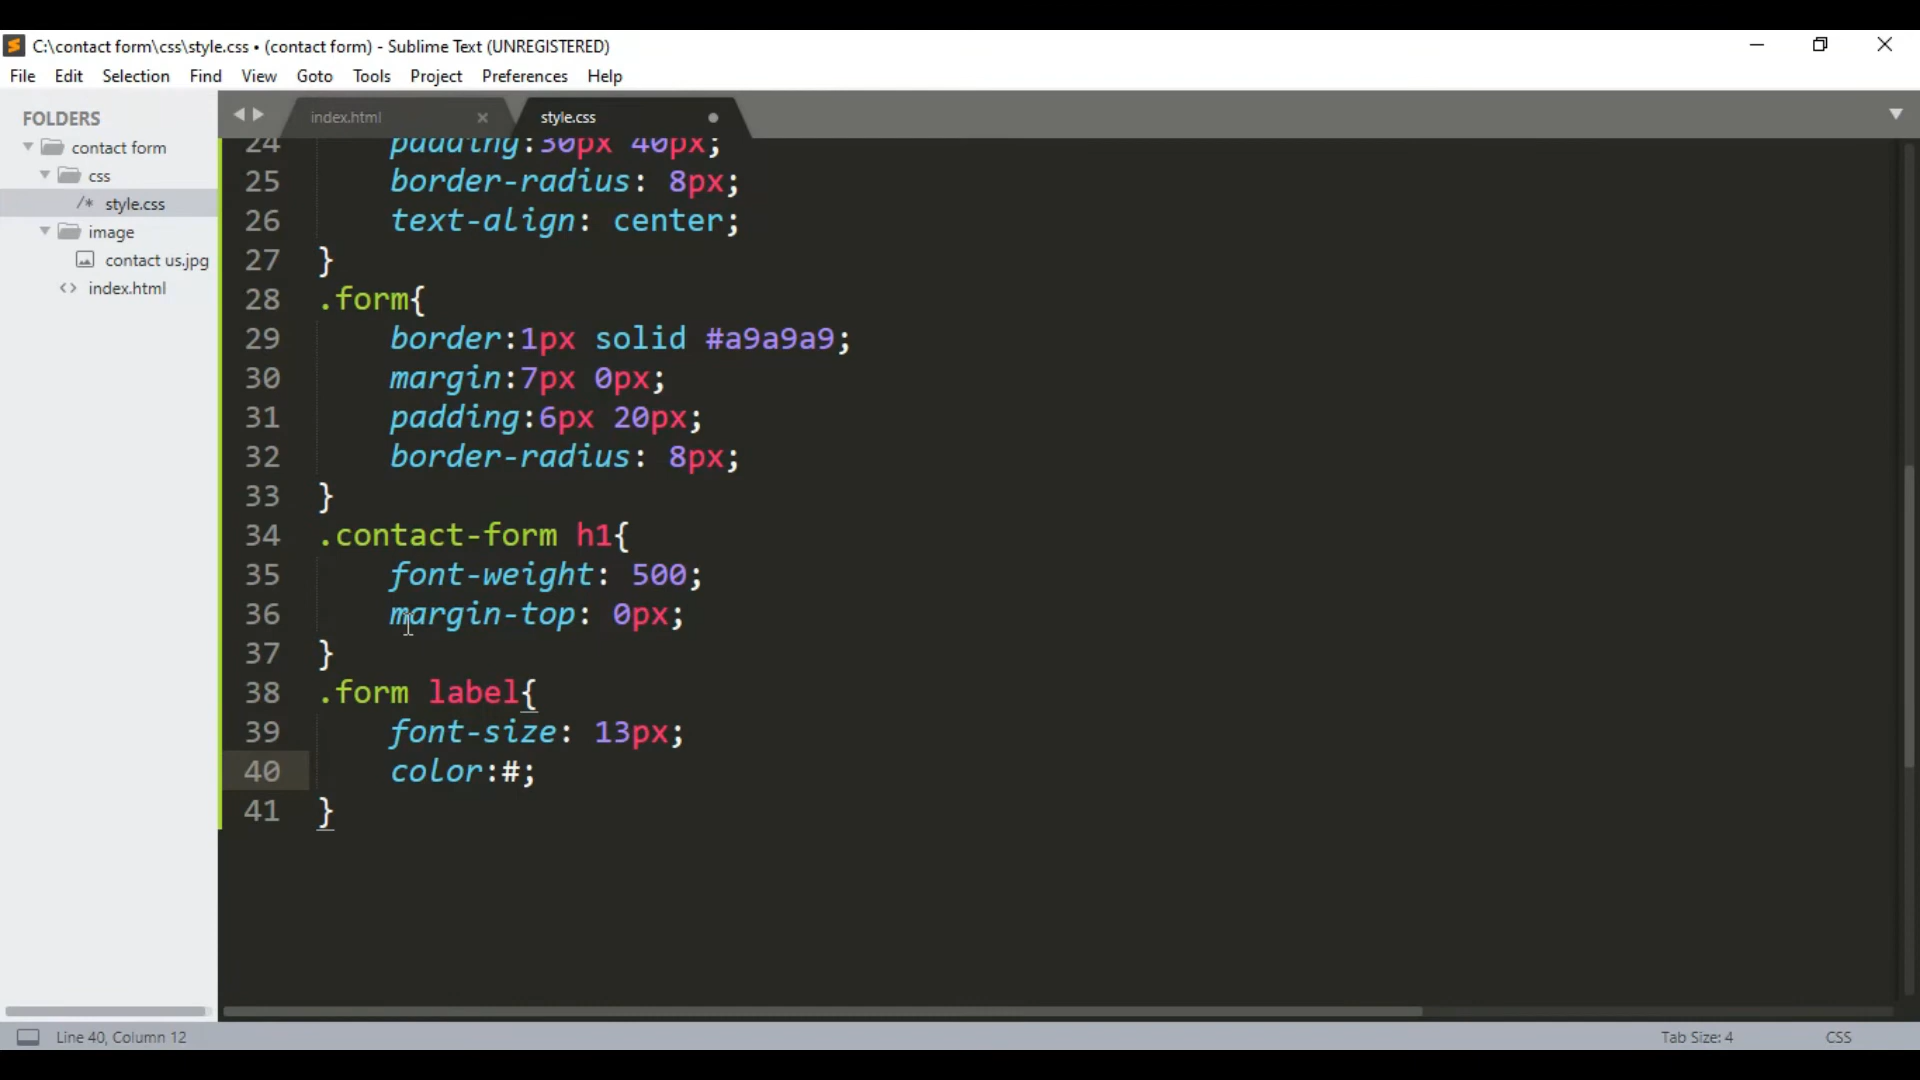 C:\contact form\css\style.css • (contact form) - Sublime Text (UNREGISTERED)
File Edit Selection Find View Goto Tools Project Preferences Help
FOLDERS
contact form
css
/* style.css
image
contact us.jpg
<> index.html
index.html
style.css
24 padding:30px 40px;
25 border-radius: 8px;
26 text-align: center;
27 }
28 .form{
29 border:1px solid #a9a9a9;
30 margin:7px 0px;
31 padding:6px 20px;
32 border-radius: 8px;
33 }
34 .contact-form h1{
35 font-weight: 500;
36 margin-top: 0px;
37 }
38 .form label{
39 font-size: 13px;
40 color:#;
41 }
Line 40, Column 12
Tab Size: 4
CSS